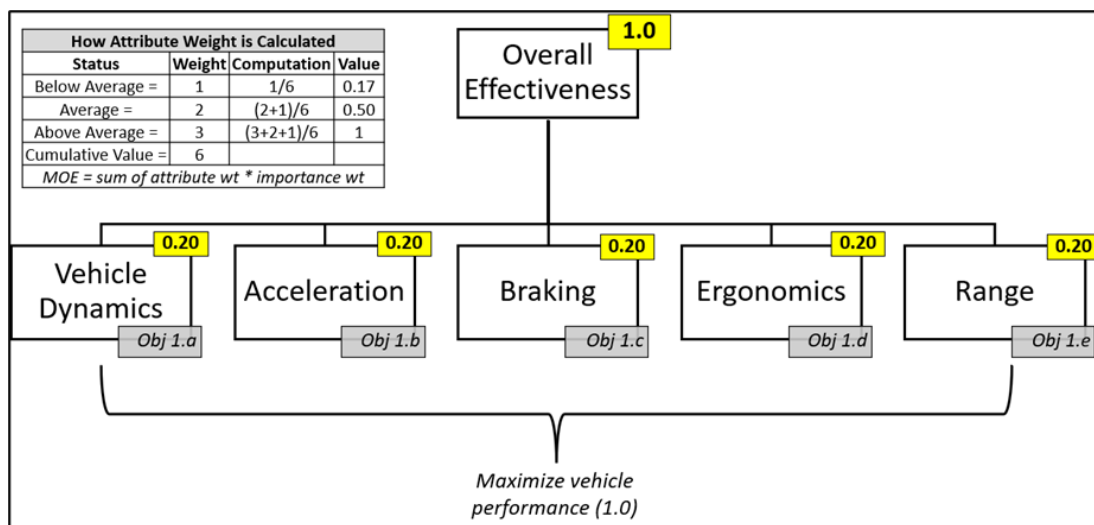 How Attribute Weight is Calculated
Status Weight Computation Value
Below Average = 1 1/6 0.17
Average = 2 (2+1)/6 0.50
Above Average = 3 (3+2+1)/6 1
Cumulative Value = 6
MOE = sum of attribute wt * importance wt
1.0
Overall
Effectiveness
0.20
Vehicle
Dynamics
Obj 1.a
0.20
Acceleration
Obj 1.b
0.20
Braking
Obj 1.c
0.20
Ergonomics
Obj 1.d
0.20
Range
Obj 1.e
Maximize vehicle
performance (1.0)